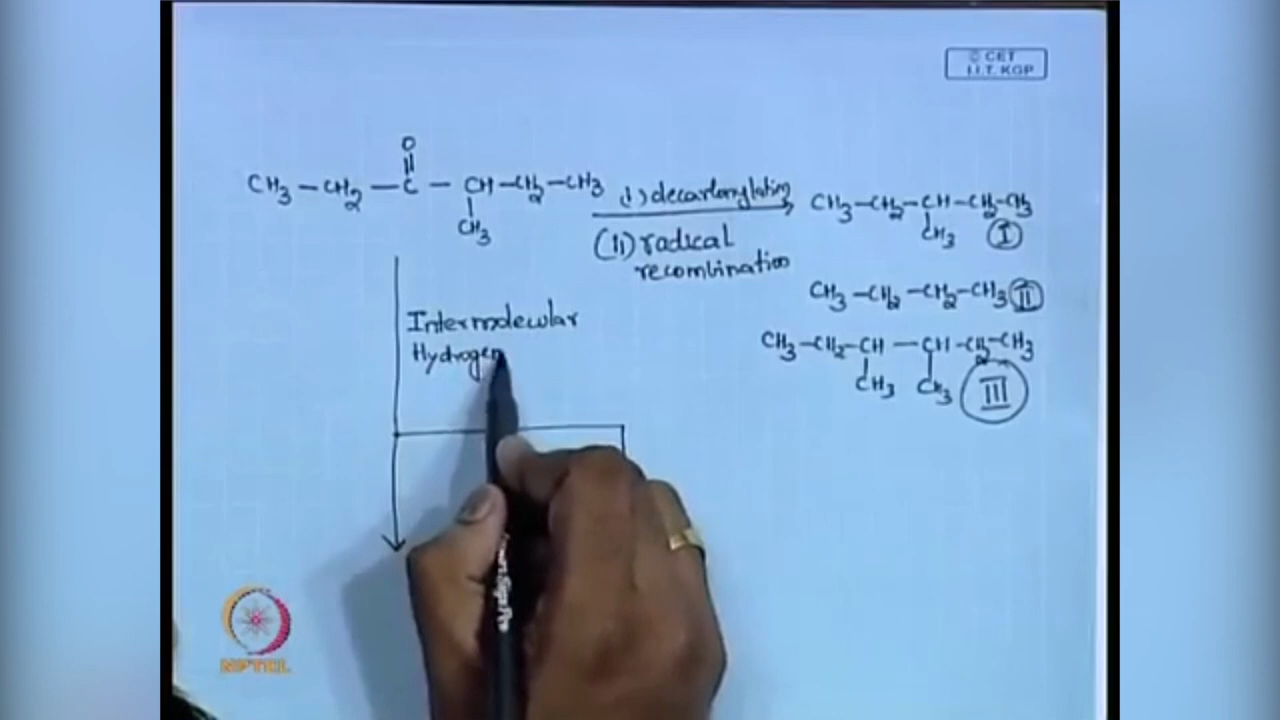 © CET
I.I.T. KGP
O
||
CH3 – CH2 – C – CH – CH2 – CH3
CH3
(i) decarbonylation
(ii) radical
recombination
CH3 – CH2 – CH – CH2 – CH3
CH3 I
CH3 – CH2 – CH2 – CH3 II
CH3 – CH2 – CH – CH – CH2 – CH3
CH3 CH3 III
Intermolecular
Hydrogen
NPTEL